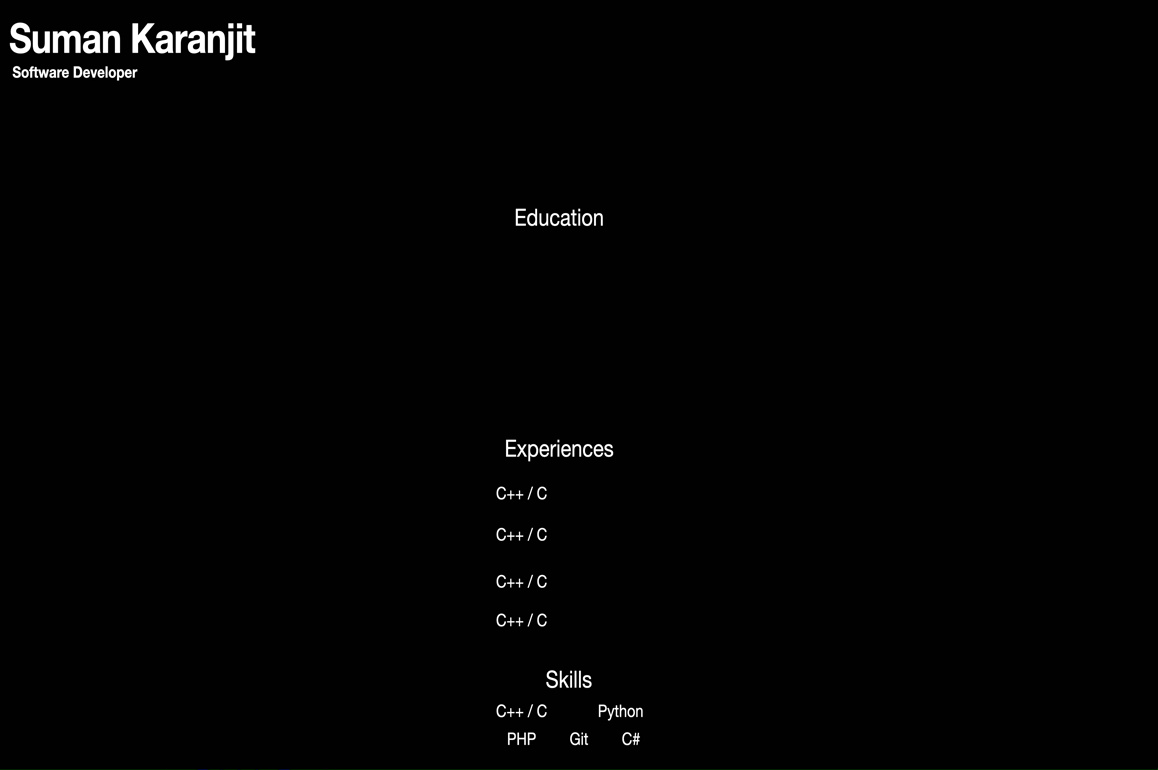 Suman Karanjit
Software Developer
Education
Experiences
C++ / C
C++ / C
C++ / C
C++ / C
Skills
C++ / C Python
PHP Git C#